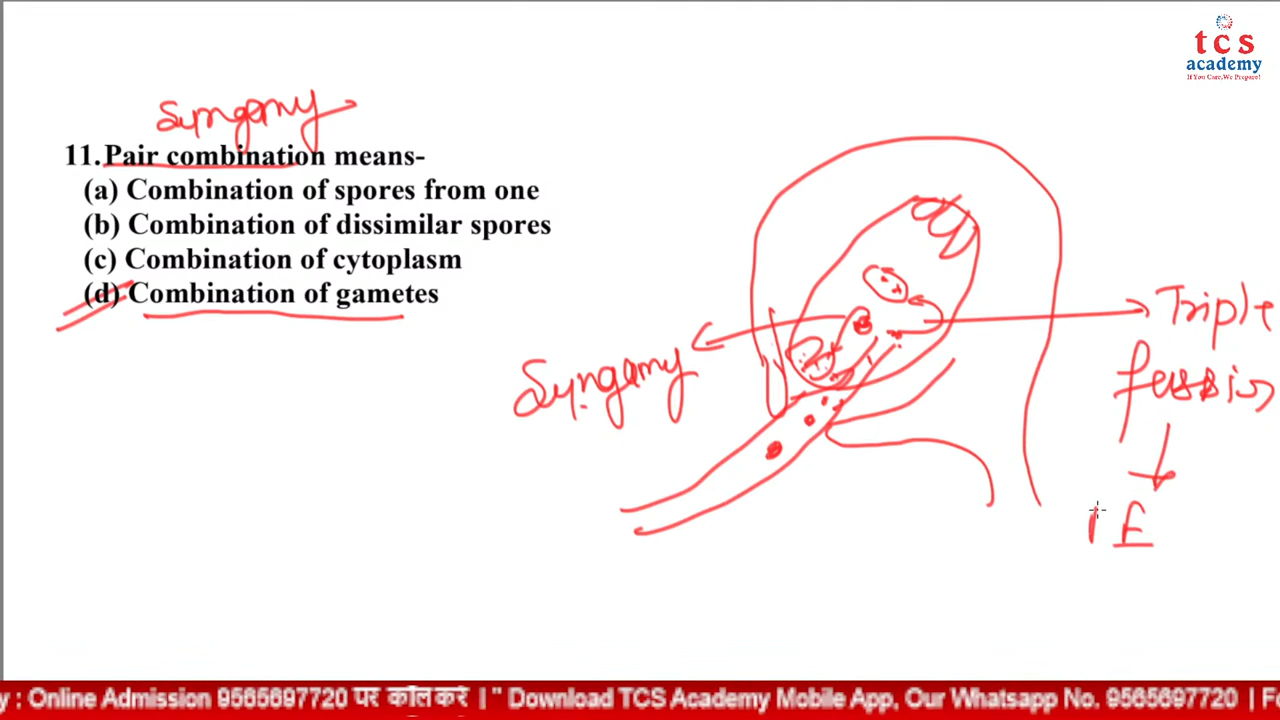 tcs
academy
If You Care,We Prepare!
Syngamy
11.Pair combination means-
(a) Combination of spores from one
(b) Combination of dissimilar spores
(c) Combination of cytoplasm
(d) Combination of gametes
Syngamy
Triple
fussion
y : Online Admission 9565697720 पर कॉल करें | " Download TCS Academy Mobile App, Our Whatsapp No. 9565697720 | F